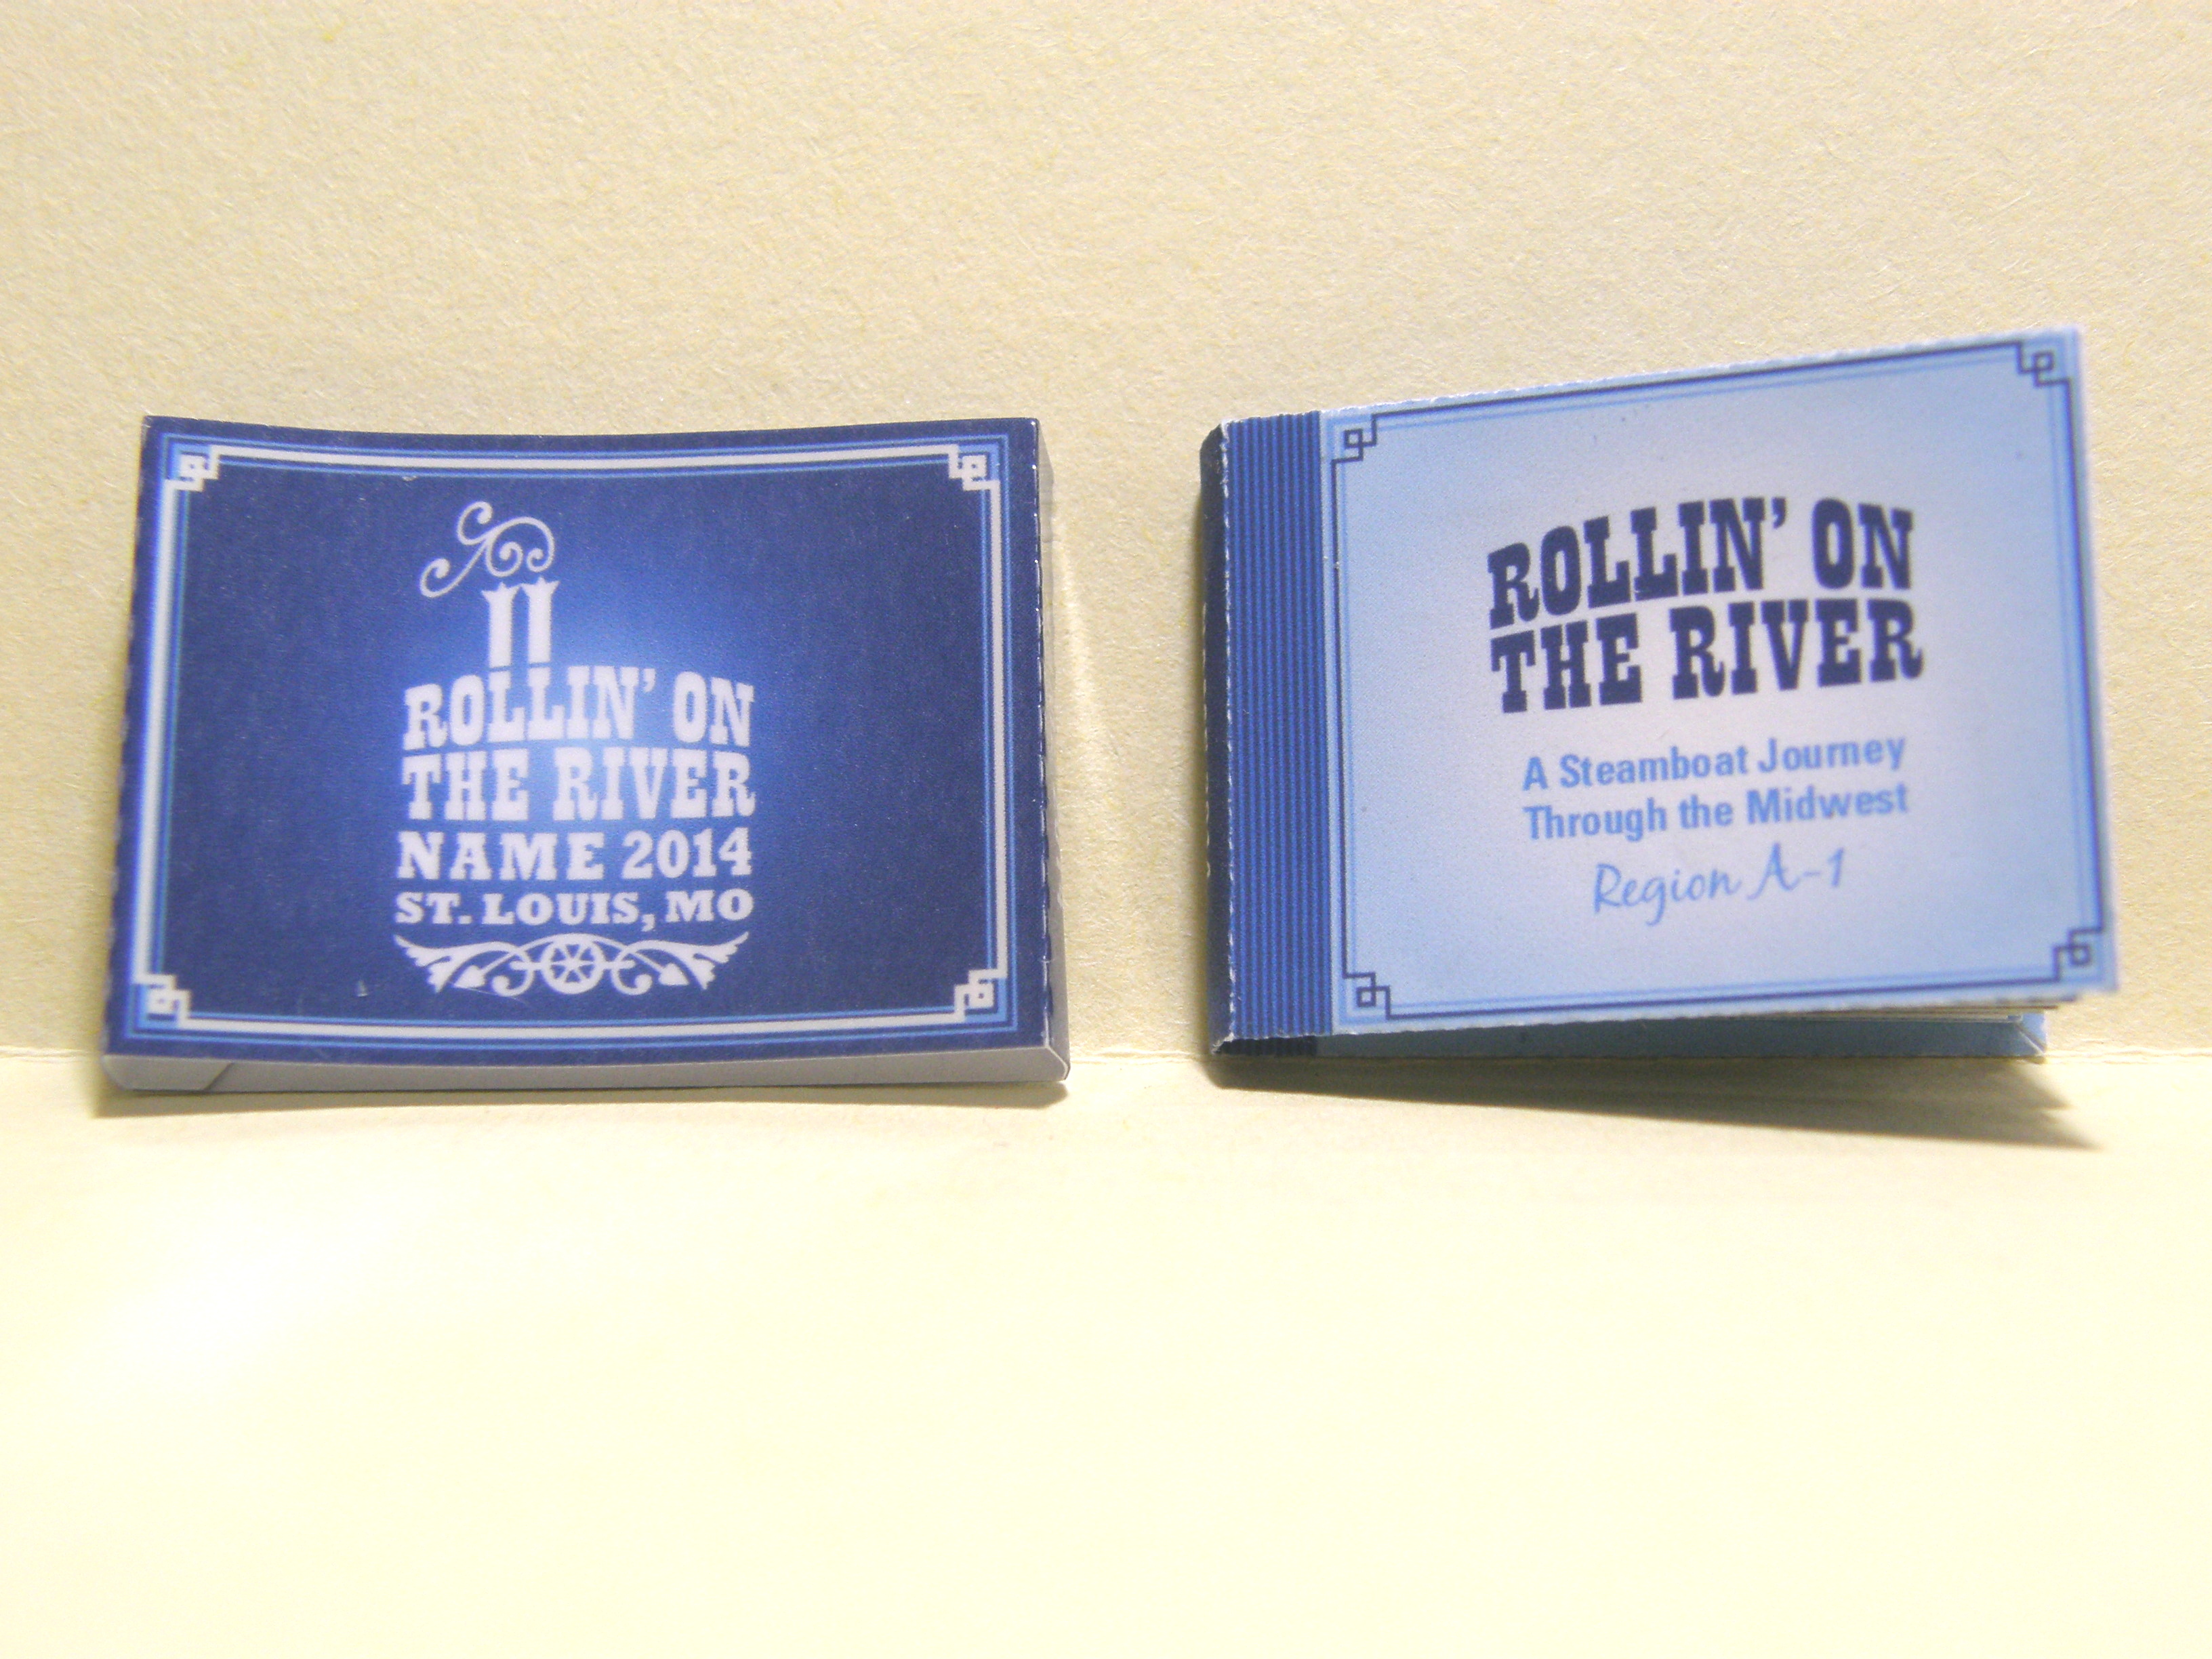 ROLLIN' ON
THE RIVER
NAME 2014
ST. LOUIS, MO
ROLLIN' ON
THE RIVER
A Steamboat Journey
Through the Midwest
Region A-1